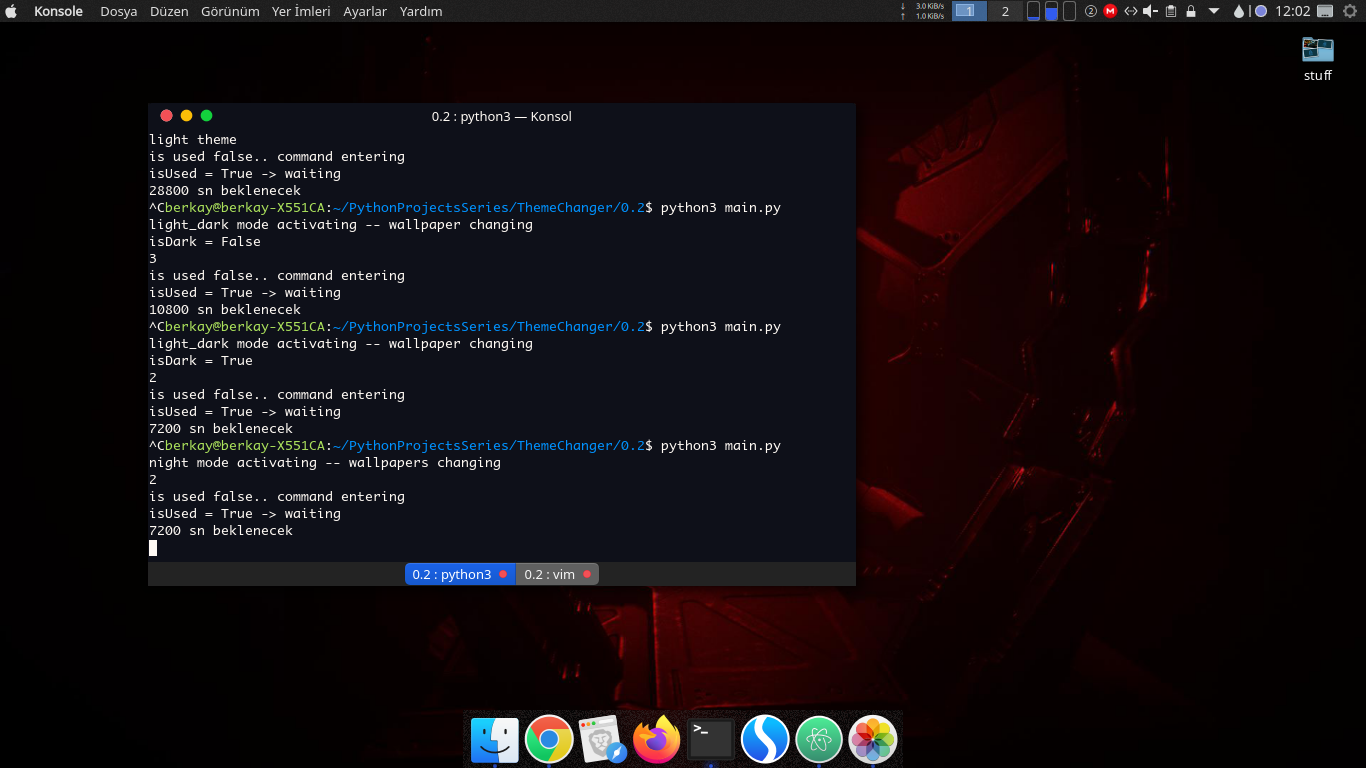 Konsole Dosya Düzen Görünüm Yer İmleri Ayarlar Yardım
3.0 KiB/s
1.0 KiB/s
1 2
2 M 12:02
stuff
0.2 : python3 — Konsol
light theme
is used false.. command entering
isUsed = True -> waiting
28800 sn beklenecek
^Cberkay@berkay-X551CA:~/PythonProjectsSeries/ThemeChanger/0.2$ python3 main.py
light_dark mode activating -- wallpaper changing
isDark = False
3
is used false.. command entering
isUsed = True -> waiting
10800 sn beklenecek
^Cberkay@berkay-X551CA:~/PythonProjectsSeries/ThemeChanger/0.2$ python3 main.py
light_dark mode activating -- wallpaper changing
isDark = True
2
is used false.. command entering
isUsed = True -> waiting
7200 sn beklenecek
^Cberkay@berkay-X551CA:~/PythonProjectsSeries/ThemeChanger/0.2$ python3 main.py
night mode activating -- wallpapers changing
2
is used false.. command entering
isUsed = True -> waiting
7200 sn beklenecek
0.2 : python3 0.2 : vim
>_